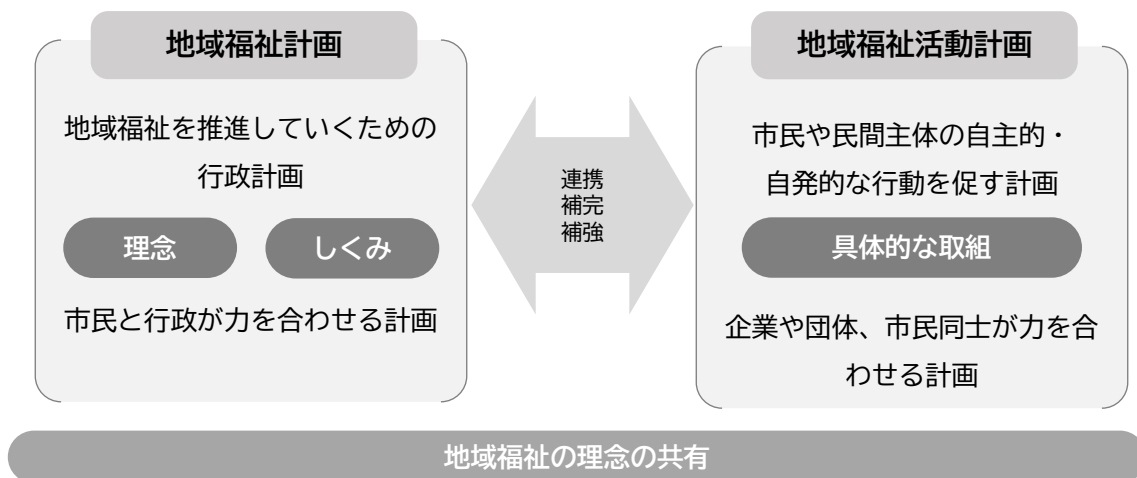 地域福祉計画
地域福祉を推進していくための
行政計画
理念
しくみ
市民と行政が力を合わせる計画
連携
補完
補強
地域福祉活動計画
市民や民間主体の自主的・
自発的な行動を促す計画
具体的な取組
企業や団体、市民同士が力を合
わせる計画
地域福祉の理念の共有